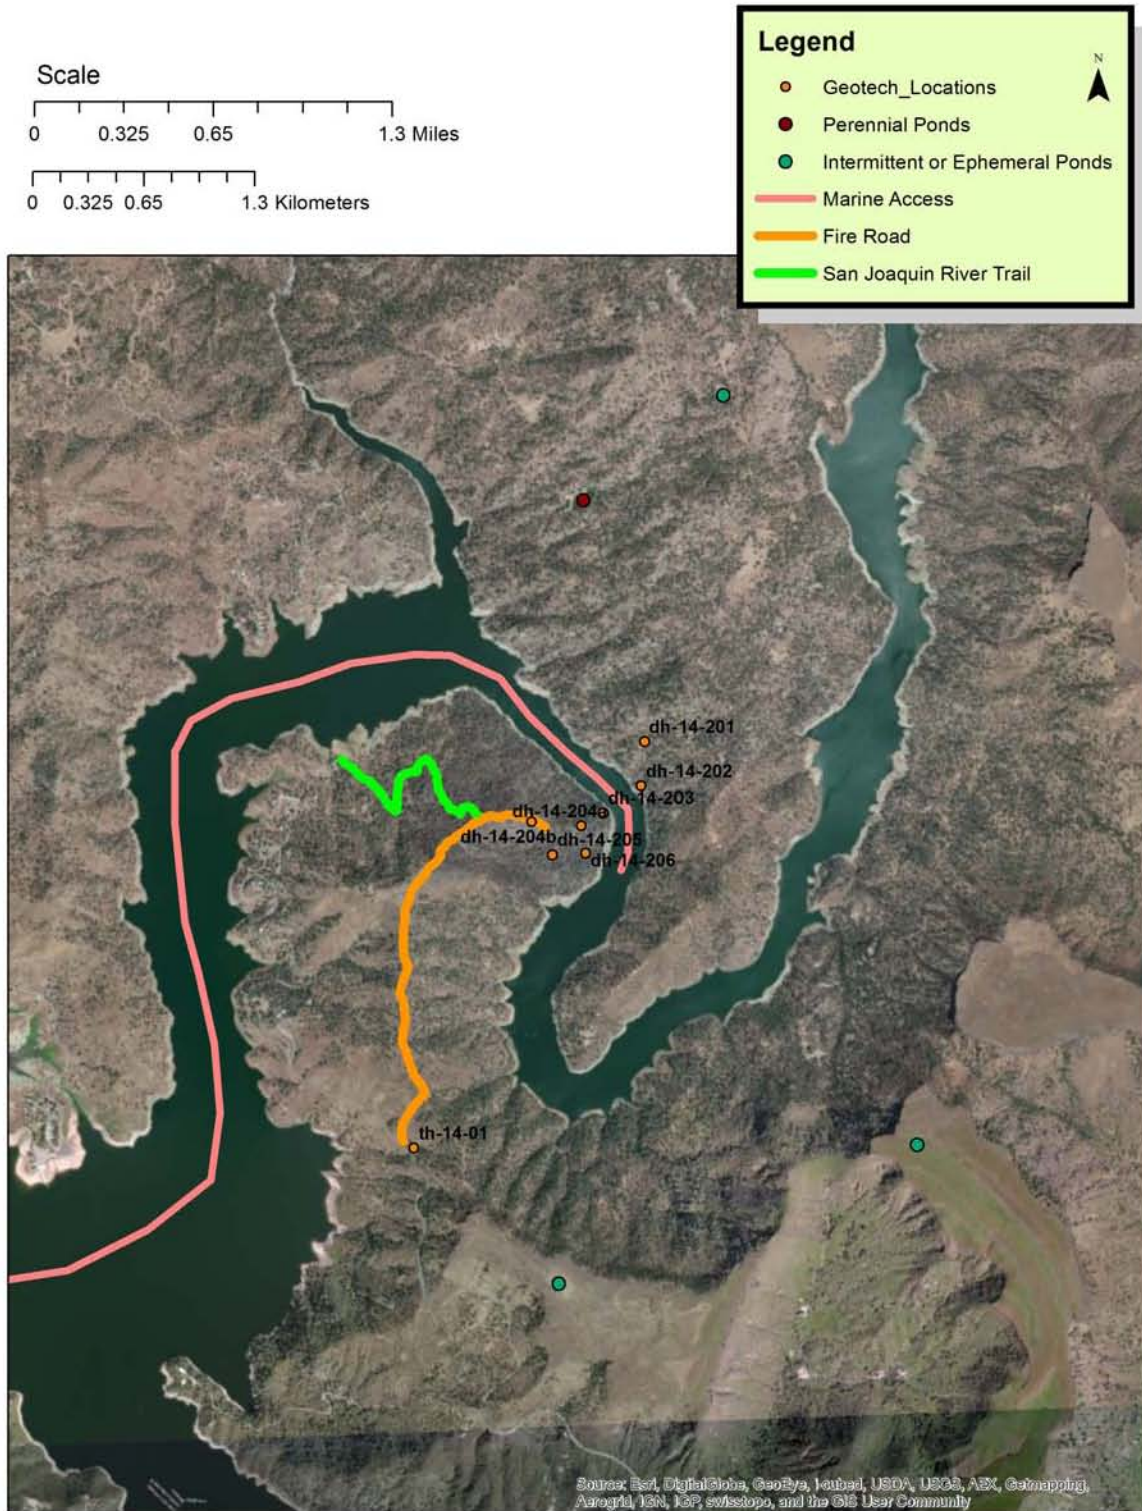 Scale
0 0.325 0.65 1.3 Miles
0 0.325 0.65 1.3 Kilometers
Legend
N
Geotech_Locations
Perennial Ponds
Intermittent or Ephemeral Ponds
Marine Access
Fire Road
San Joaquin River Trail
dh-14-201
dh-14-202
dh-14-203
dh-14-204a
dh-14-204b
dh-14-205
dh-14-206
th-14-01
Source: Esri, DigitalGlobe, GeoEye, i-cubed, USDA, USGS, AEX, Getmapping,
Aerogrid, IGN, IGP, swisstopo, and the GIS User Community